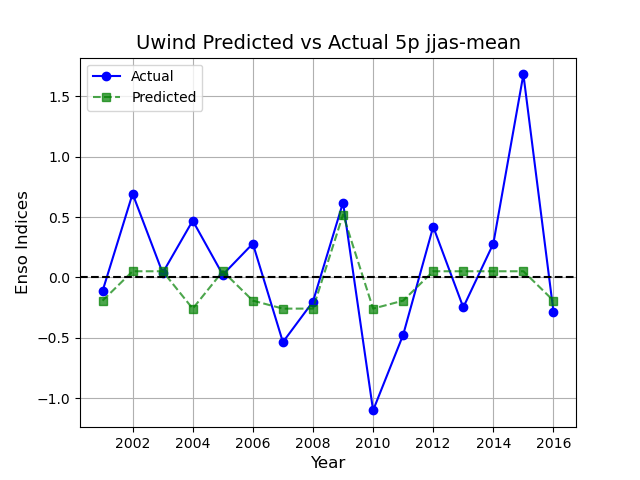 Uwind Predicted vs Actual 5p jjas-mean
Actual
Predicted
Enso Indices
1.5
1.0
0.5
0.0
−0.5
−1.0
2002 2004 2006 2008 2010 2012 2014 2016
Year